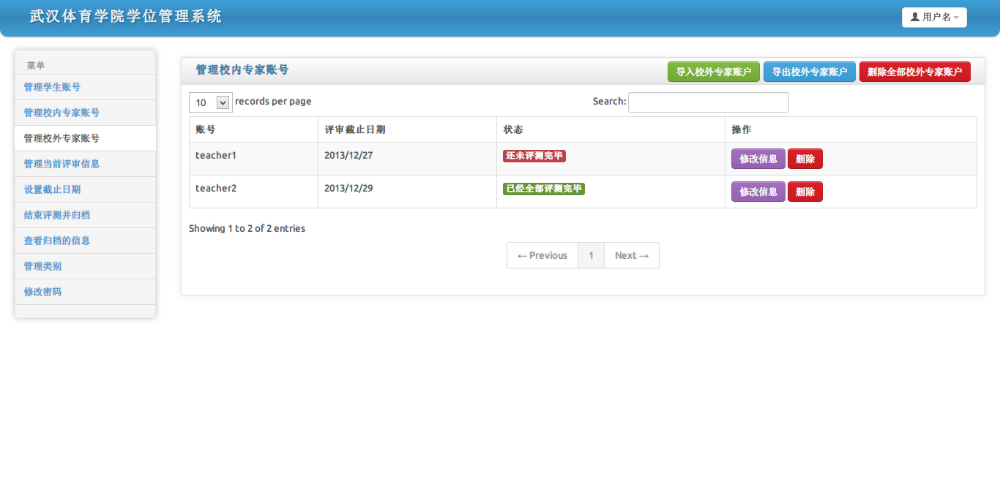 武汉体育学院学位管理系统
用户名
菜单
管理学生账号
管理校内专家账号
管理校外专家账号
管理当前评审信息
设置截止日期
结束评测并归档
查看归档的信息
管理类别
修改密码
管理校内专家账号 导入校外专家账户 导出校外专家账户 删除全部校外专家账户
10 records per page Search:
账号 评审截止日期 状态 操作
teacher1 2013/12/27 还未评测完毕 修改信息 删除
teacher2 2013/12/29 已经全部评测完毕 修改信息 删除
Showing 1 to 2 of 2 entries
← Previous 1 Next →